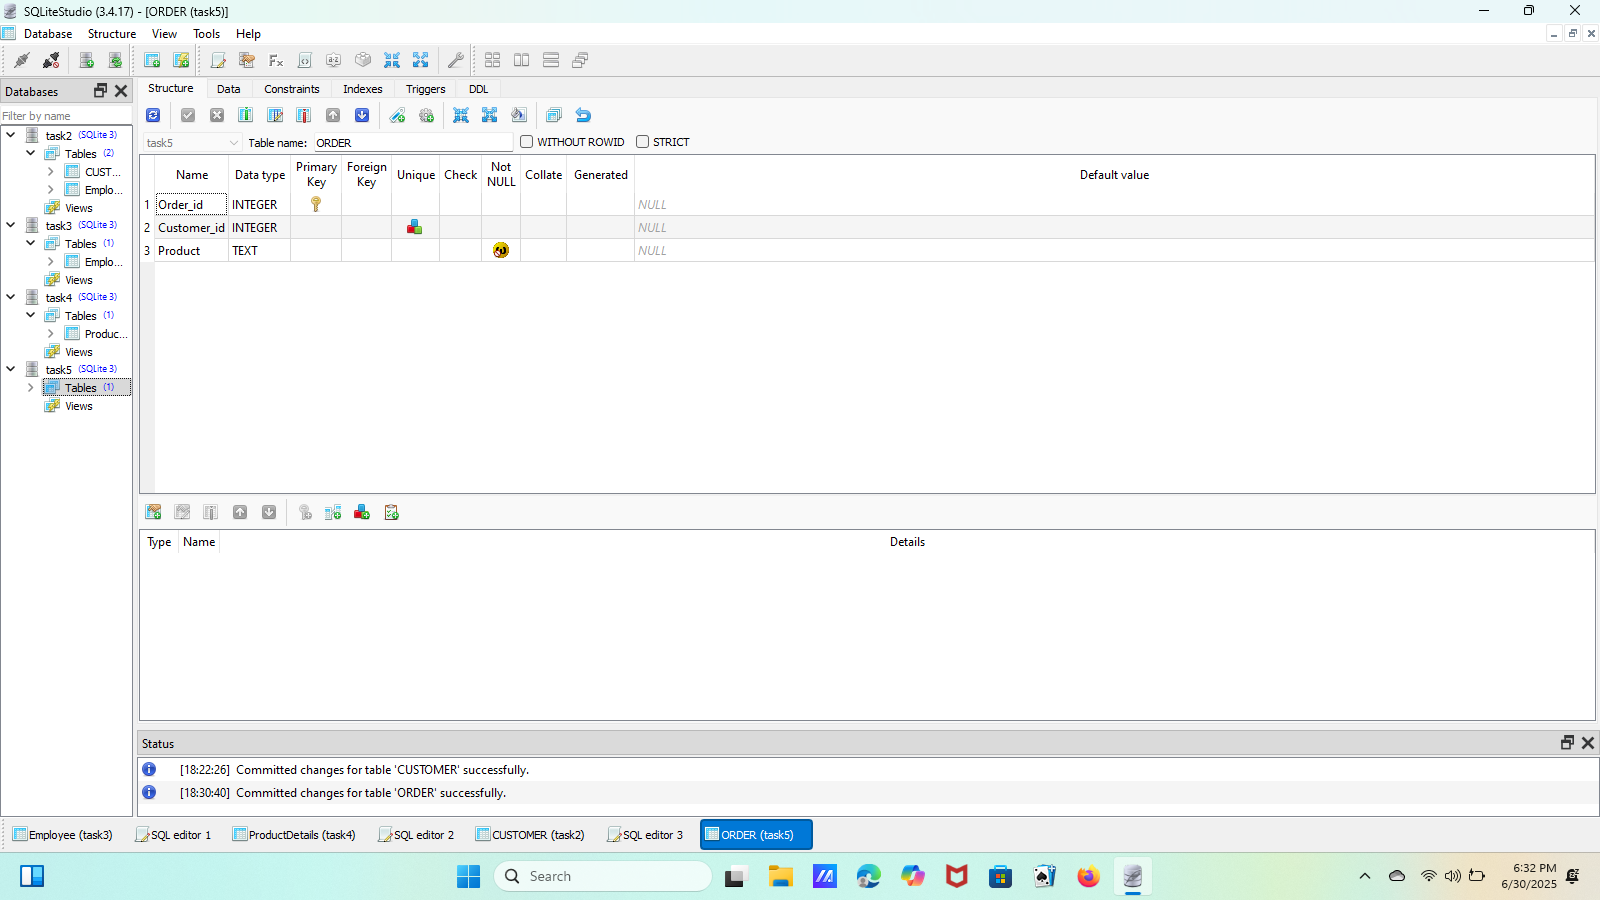 SQLiteStudio (3.4.17) - [ORDER (task5)]
Database Structure View Tools Help
Databases
Filter by name
task2 (SQLite 3)
Tables (2)
CUST...
Emplo...
Views
task3 (SQLite 3)
Tables (1)
Emplo...
Views
task4 (SQLite 3)
Tables (1)
Produc...
Views
task5 (SQLite 3)
Tables (1)
Views
Structure Data Constraints Indexes Triggers DDL
task5 Table name: ORDER WITHOUT ROWID STRICT
Name Data type Primary Key Foreign Key Unique Check Not NULL Collate Generated Default value
1 Order_id INTEGER NULL
2 Customer_id INTEGER NULL
3 Product TEXT NULL
Type Name Details
Status
[18:22:26] Committed changes for table 'CUSTOMER' successfully.
[18:30:40] Committed changes for table 'ORDER' successfully.
Employee (task3) SQL editor 1 ProductDetails (task4) SQL editor 2 CUSTOMER (task2) SQL editor 3 ORDER (task5)
Search
6:32 PM
6/30/2025